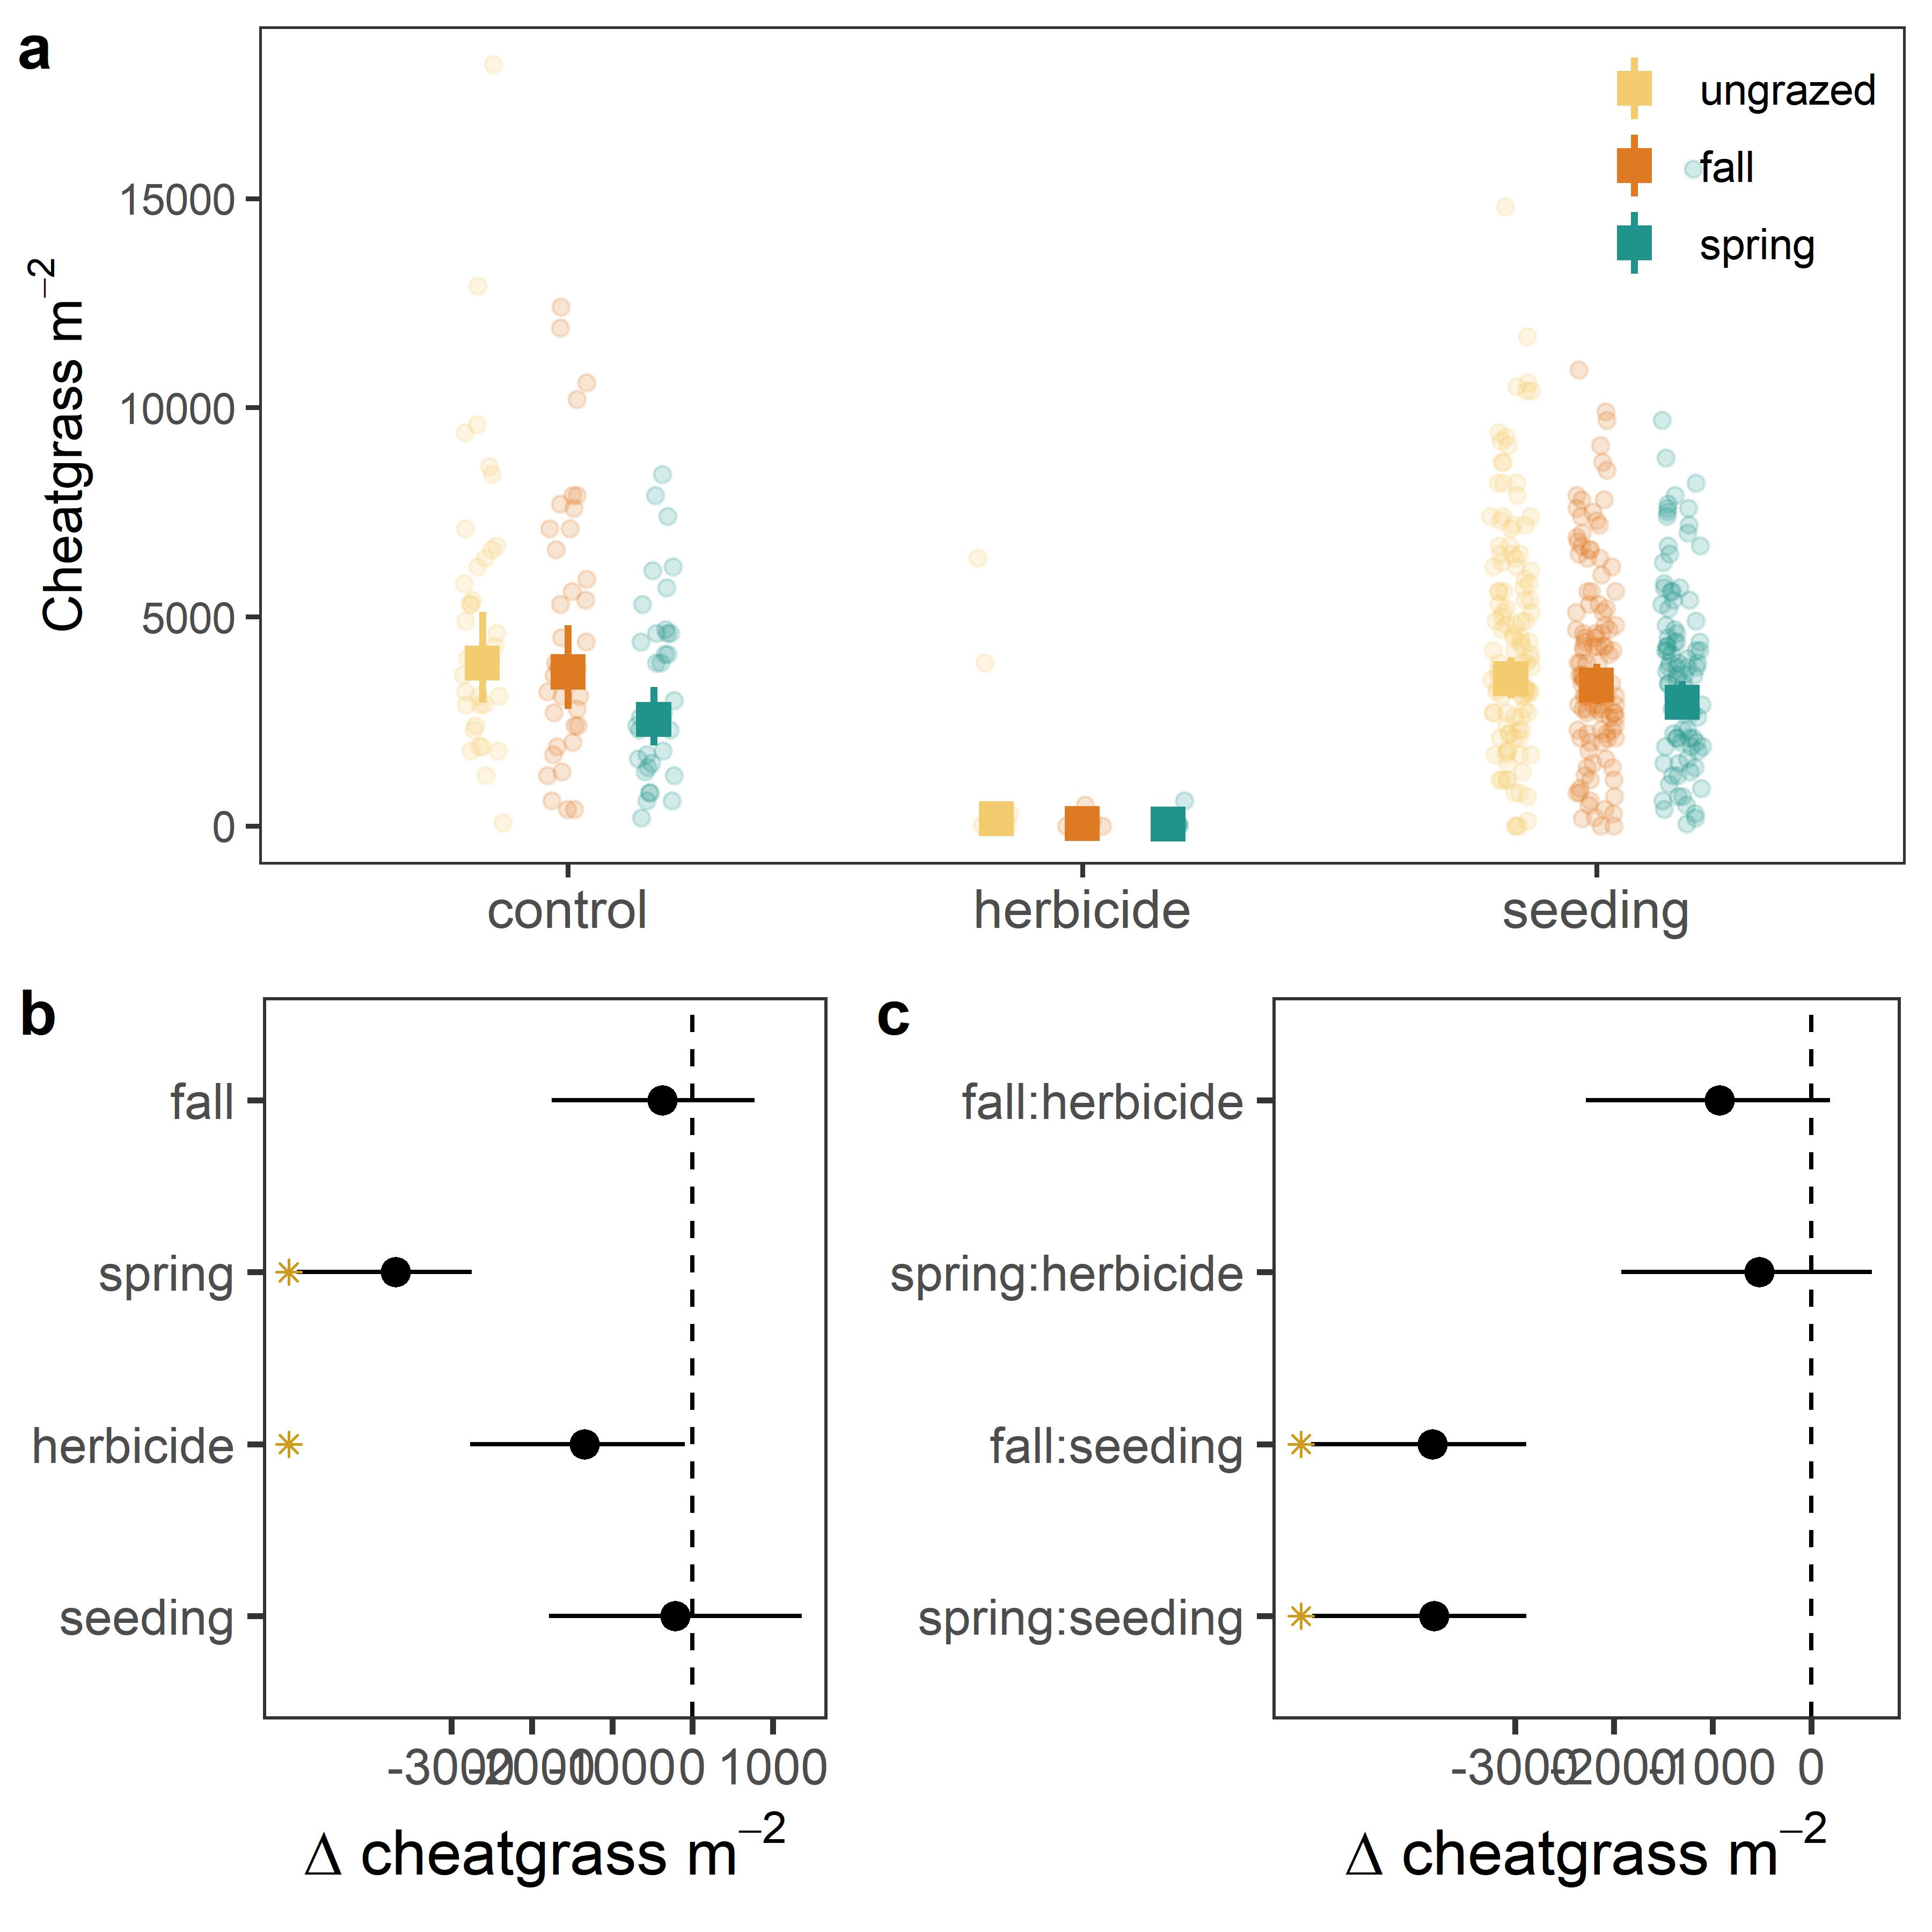 a
ungrazed
fall
spring
Cheatgrass m−2
15000
10000
5000
0
control
herbicide
seeding
b
fall
spring
herbicide
seeding
-3000
-2000
-1000
0
1000
Δ cheatgrass m−2
c
fall:herbicide
spring:herbicide
fall:seeding
spring:seeding
-3000
-2000
-1000
0
Δ cheatgrass m−2